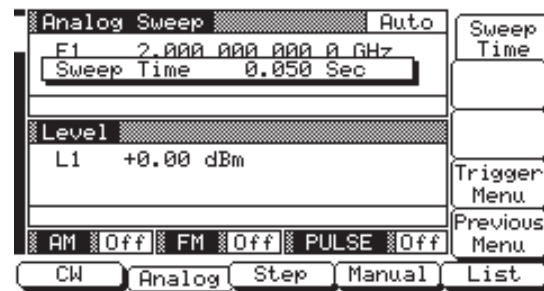 Analog Sweep Auto
F1 2.000 000 000 0 GHz
Sweep Time 0.050 Sec
Level
L1 +0.00 dBm
AM Off FM Off PULSE Off
Sweep
Time
Trigger
Menu
Previous
Menu
CW Analog Step Manual List